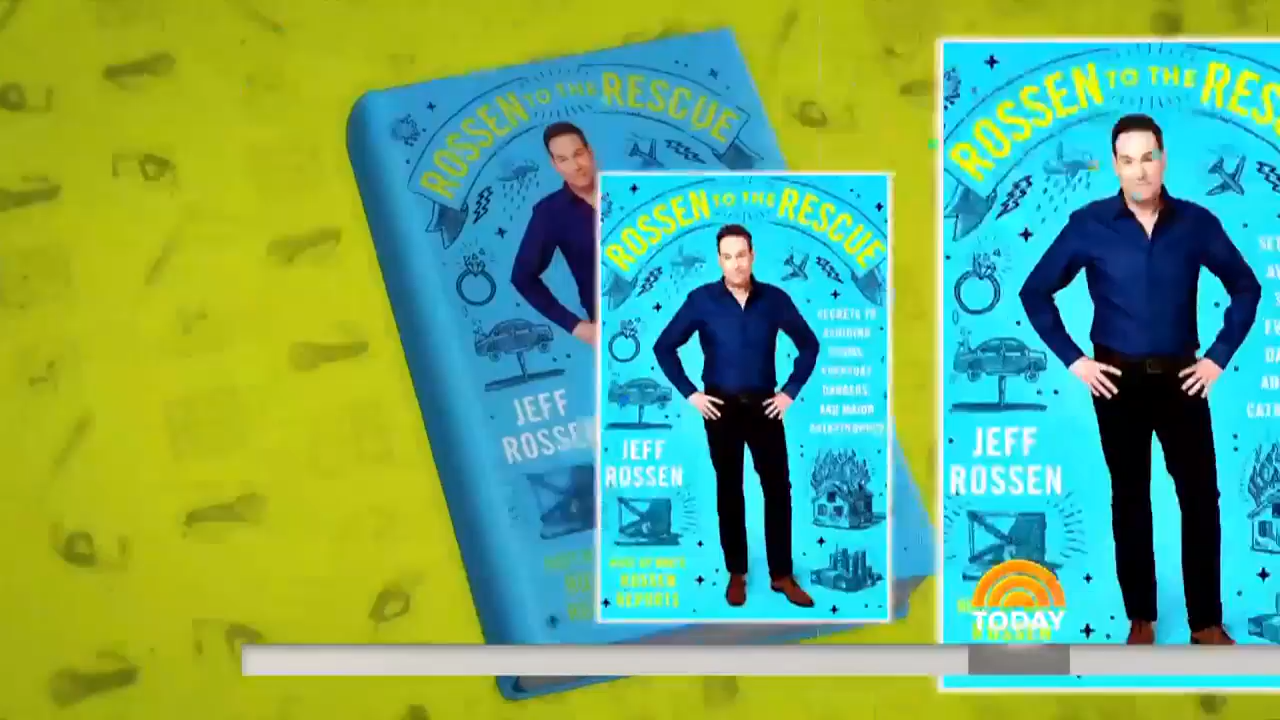 ROSSEN TO THE RESCUE
JEFF
ROSSEN
ROSSEN TO THE RESCUE
SECRETS TO
AVOIDING
SCAMS,
EVERYDAY
DANGERS,
AND MAJOR
CATASTROPHES
JEFF
ROSSEN
ROSSEN
REPORTS
ROSSEN TO THE RES
JEFF
ROSSEN
TODAY